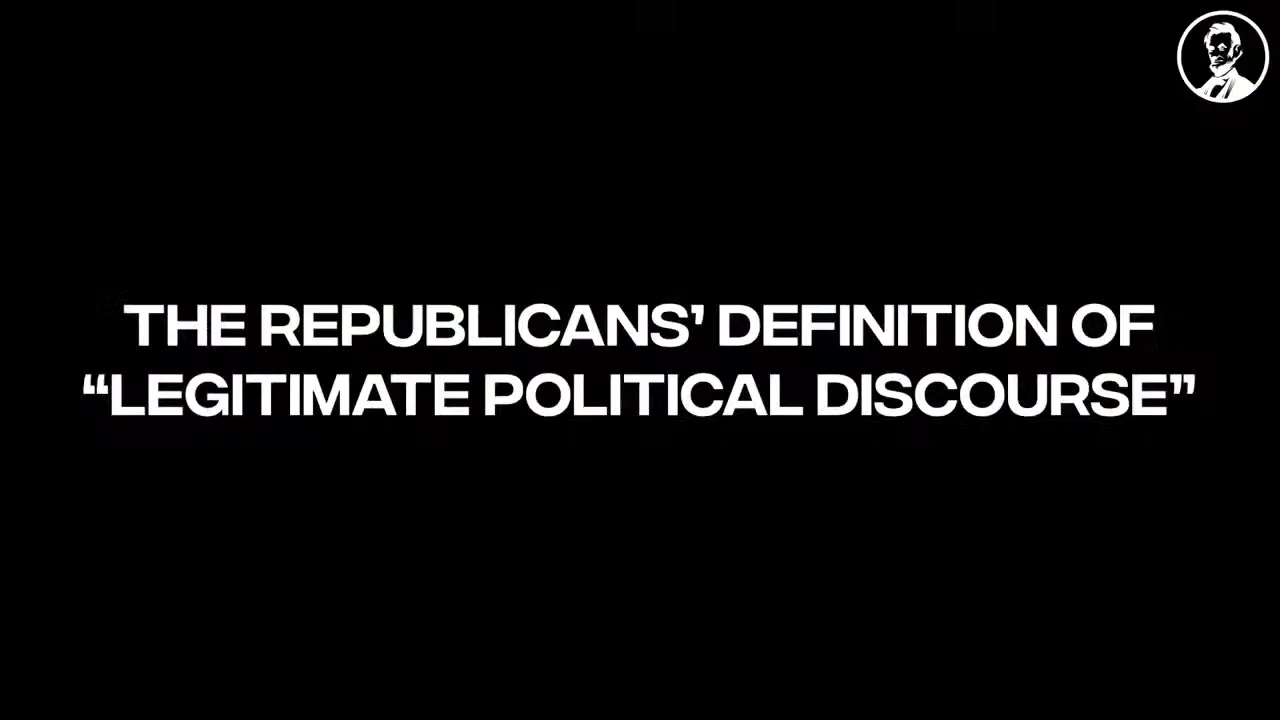 THE REPUBLICANS’ DEFINITION OF
“LEGITIMATE POLITICAL DISCOURSE”